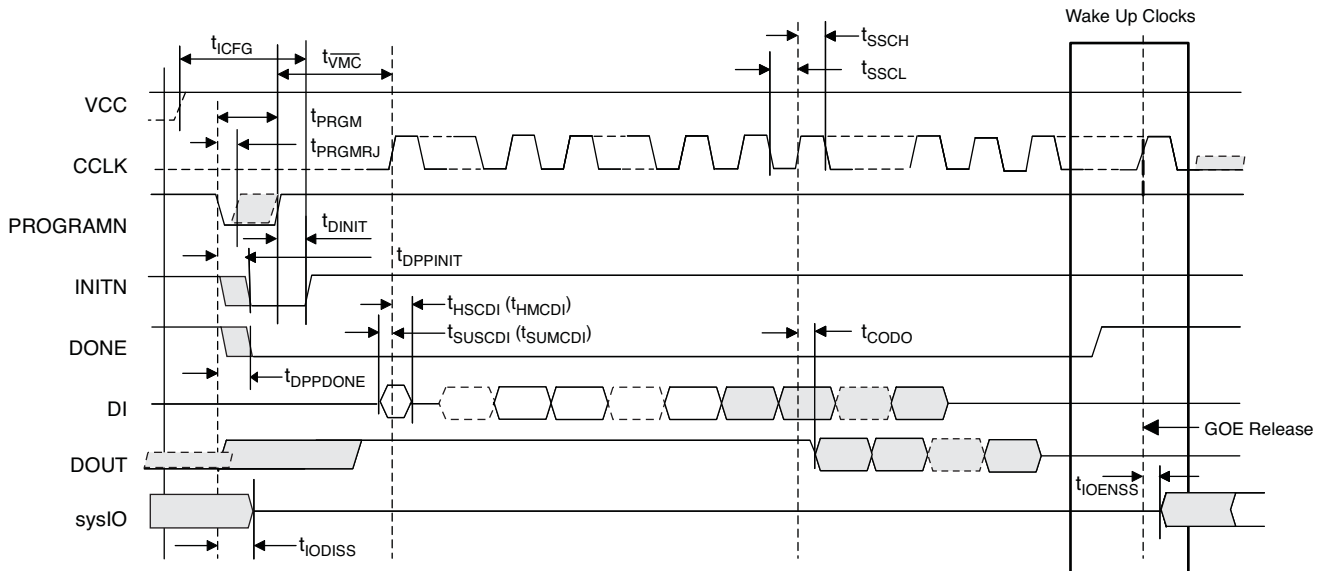 Wake Up Clocks
tICFG
tVMC
tSSCH
tSSCL
VCC
tPRGM
tPRGMRJ
CCLK
PROGRAMN
tDINIT
tDPPINIT
INITN
tHSCDI (tHMCDI)
tSUSCDI (tSUMCDI)
tCODO
DONE
tDPPDONE
DI
GOE Release
DOUT
tIOENSS
sysIO
tIODISS